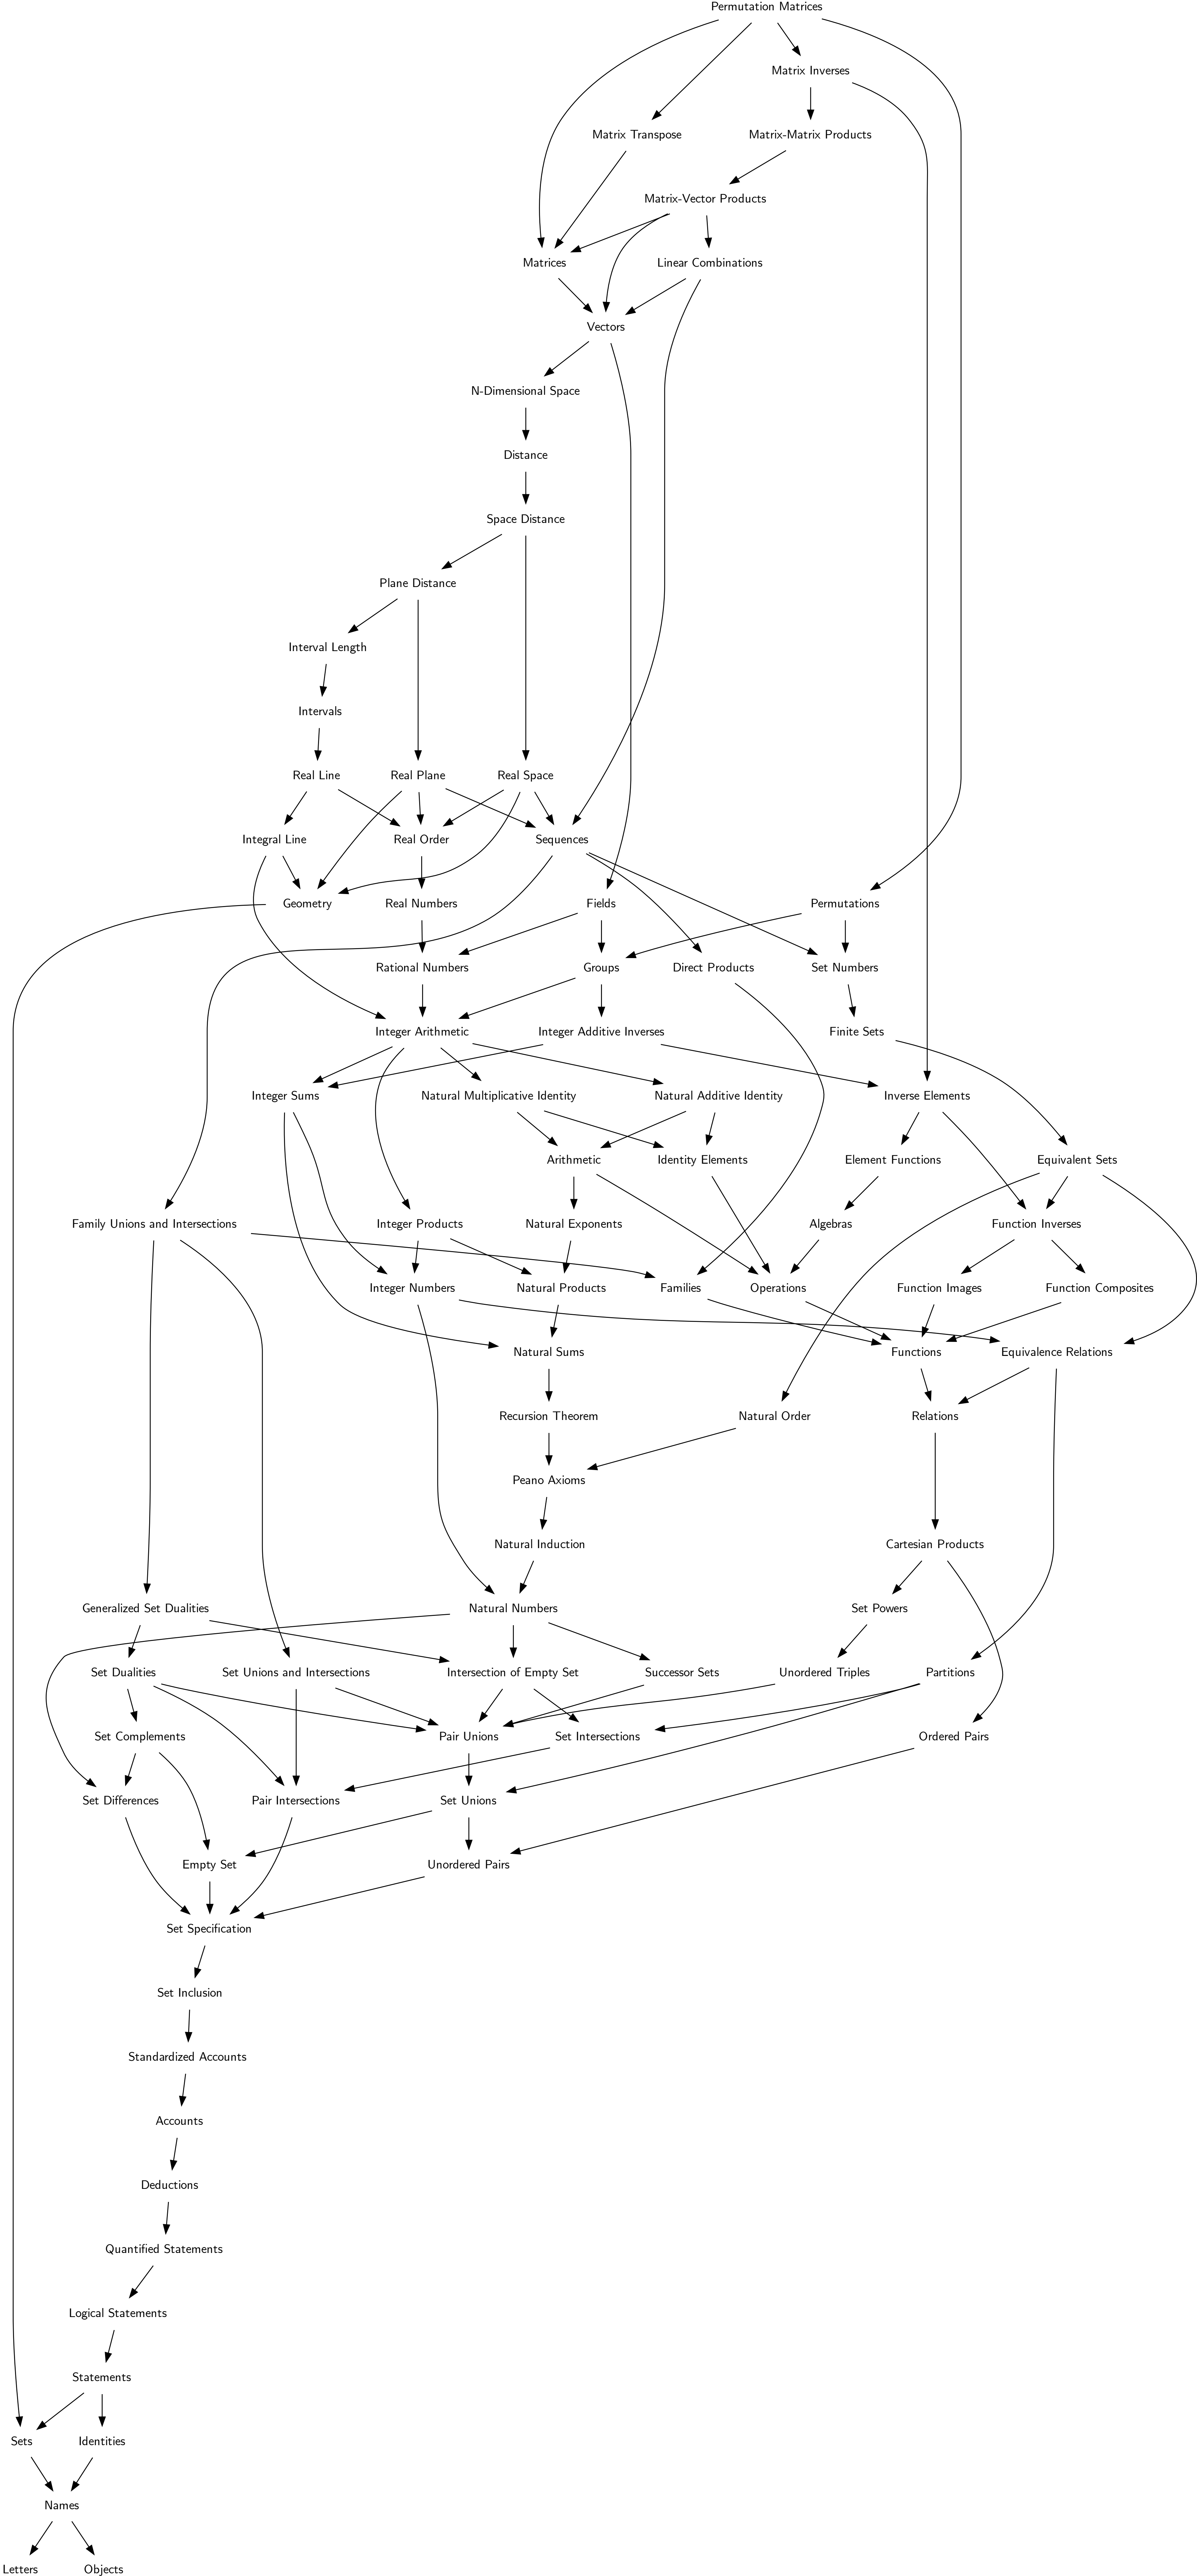 Permutation Matrices
Matrix Inverses
Matrix Transpose
Matrix-Matrix Products
Matrix-Vector Products
Matrices
Linear Combinations
Vectors
N-Dimensional Space
Distance
Space Distance
Plane Distance
Interval Length
Intervals
Real Line
Real Plane
Real Space
Integral Line
Real Order
Sequences
Geometry
Real Numbers
Fields
Permutations
Rational Numbers
Groups
Direct Products
Set Numbers
Integer Arithmetic
Integer Additive Inverses
Finite Sets
Integer Sums
Natural Multiplicative Identity
Natural Additive Identity
Inverse Elements
Arithmetic
Identity Elements
Element Functions
Equivalent Sets
Family Unions and Intersections
Integer Products
Natural Exponents
Algebras
Function Inverses
Integer Numbers
Natural Products
Families
Operations
Function Images
Function Composites
Natural Sums
Functions
Equivalence Relations
Recursion Theorem
Natural Order
Relations
Peano Axioms
Natural Induction
Cartesian Products
Generalized Set Dualities
Natural Numbers
Set Powers
Set Dualities
Set Unions and Intersections
Intersection of Empty Set
Successor Sets
Unordered Triples
Partitions
Set Complements
Pair Unions
Set Intersections
Ordered Pairs
Set Differences
Pair Intersections
Set Unions
Empty Set
Unordered Pairs
Set Specification
Set Inclusion
Standardized Accounts
Accounts
Deductions
Quantified Statements
Logical Statements
Statements
Sets
Identities
Names
Letters
Objects